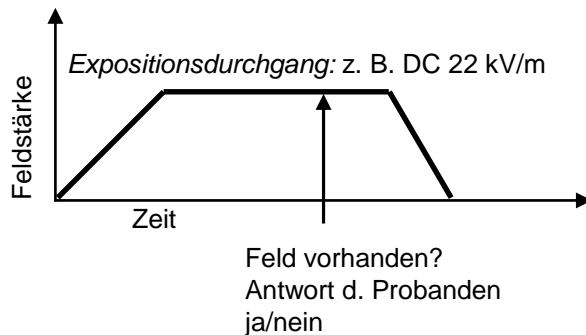 Expositionsdurchgang: z. B. DC 22 kV/m
Feldstärke
Zeit
Feld vorhanden?
Antwort d. Probanden
ja/nein